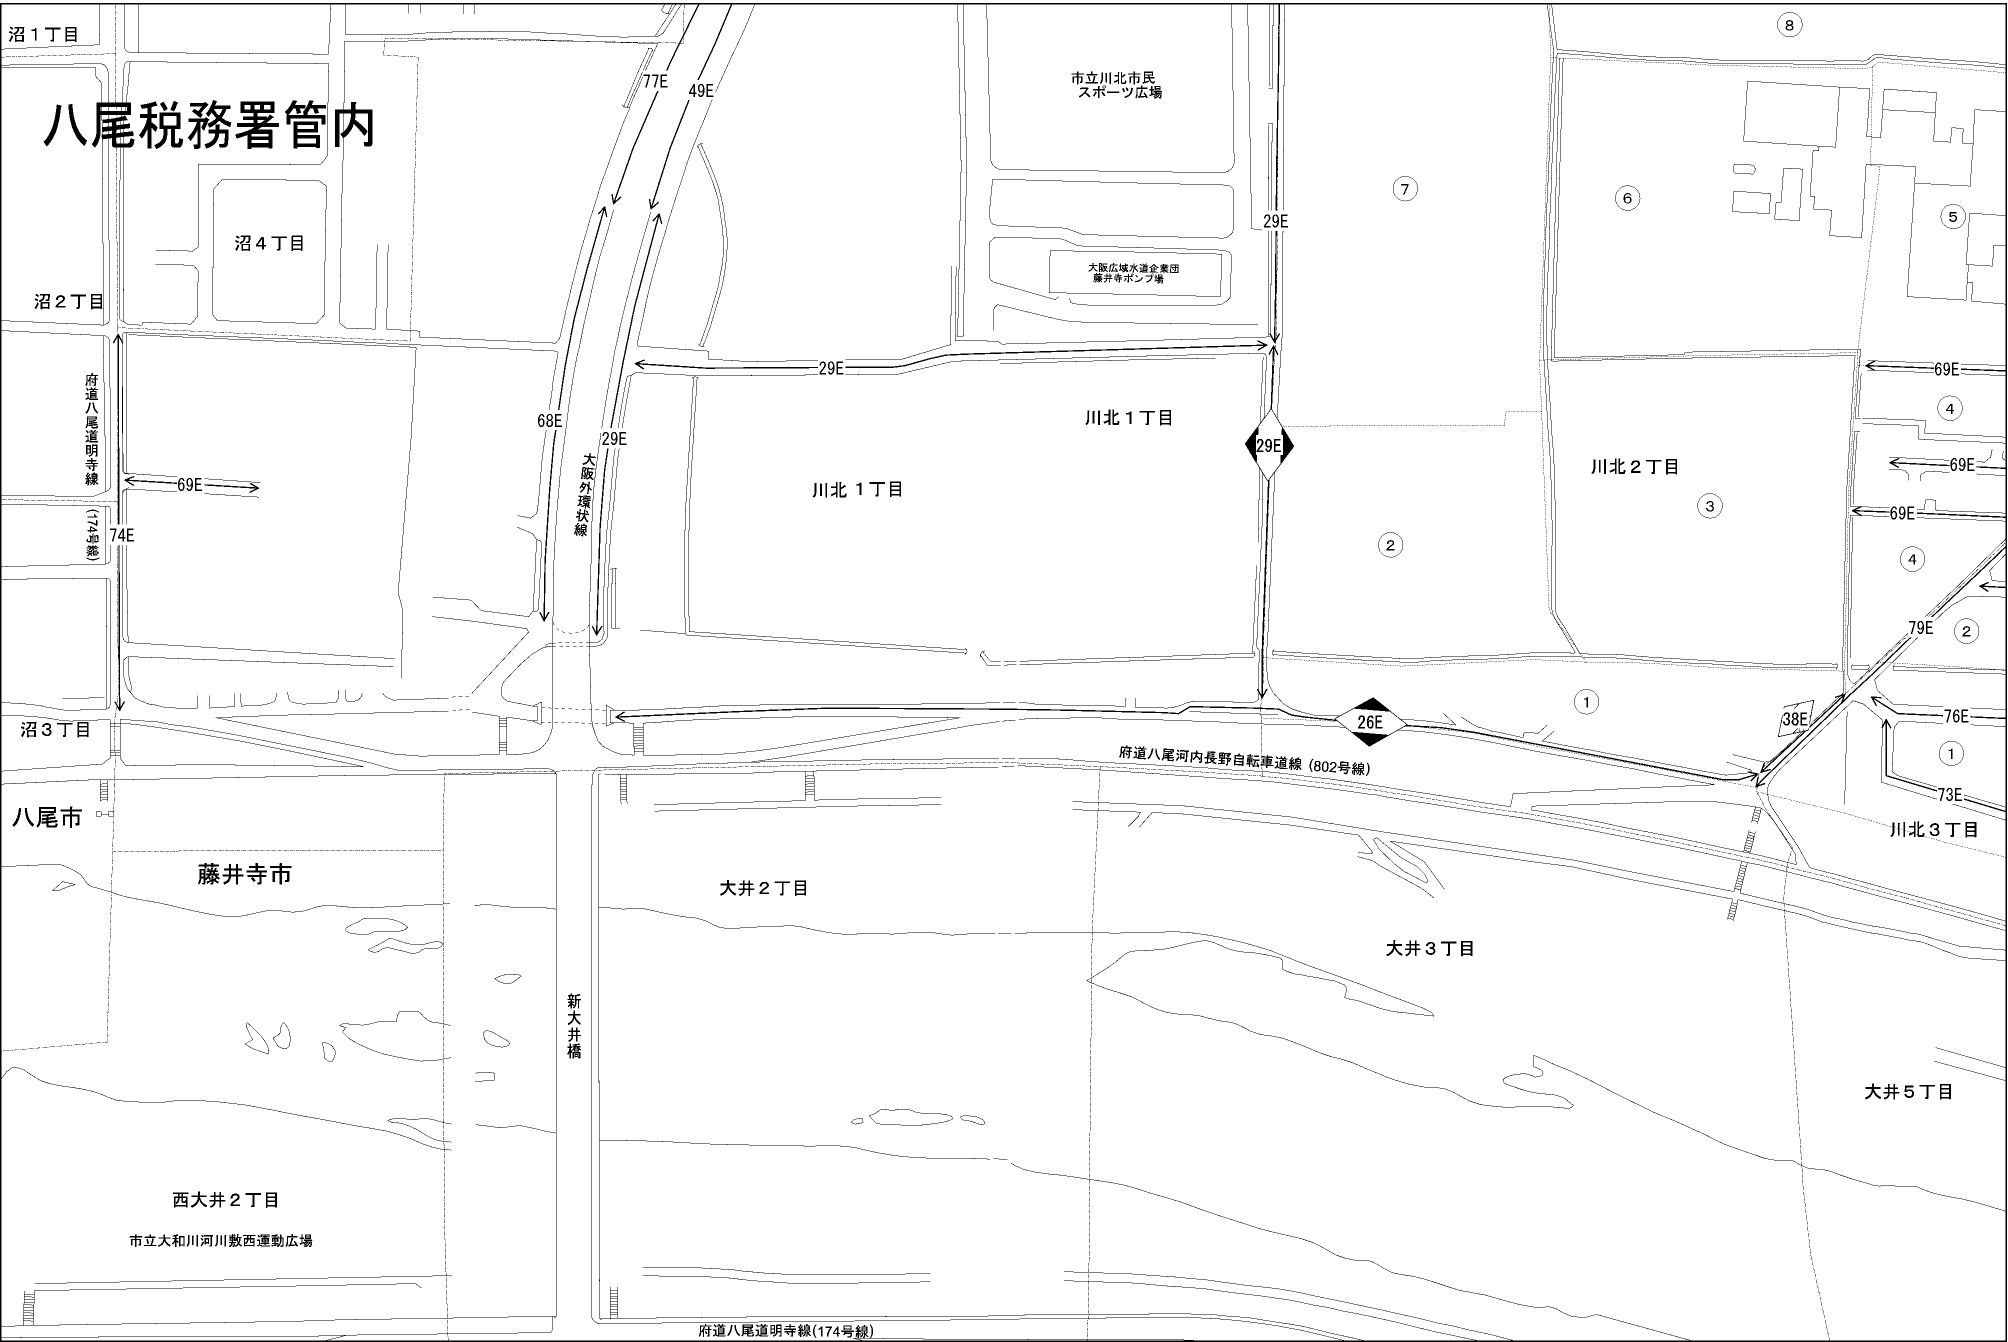 沼１丁目
77E
49E
市立川北市民
スポーツ広場
8
八尾税務署管内
7
6
5
29E
沼４丁目
大阪広域水道企業団
藤井寺ポンプ場
沼２丁目
29E
69E
4
府道八尾道明寺線
(174号線)
68E
29E
川北１丁目
29E
大阪外環状線
川北２丁目
69E
69E
川北１丁目
3
69E
74E
2
4
79E
2
1
38E
76E
沼３丁目
26E
1
府道八尾河内長野自転車道線 (802号線)
73E
八尾市
川北３丁目
藤井寺市
大井２丁目
大井３丁目
新大井橋
大井５丁目
西大井２丁目
市立大和川河川敷西運動広場
府道八尾道明寺線(174号線)